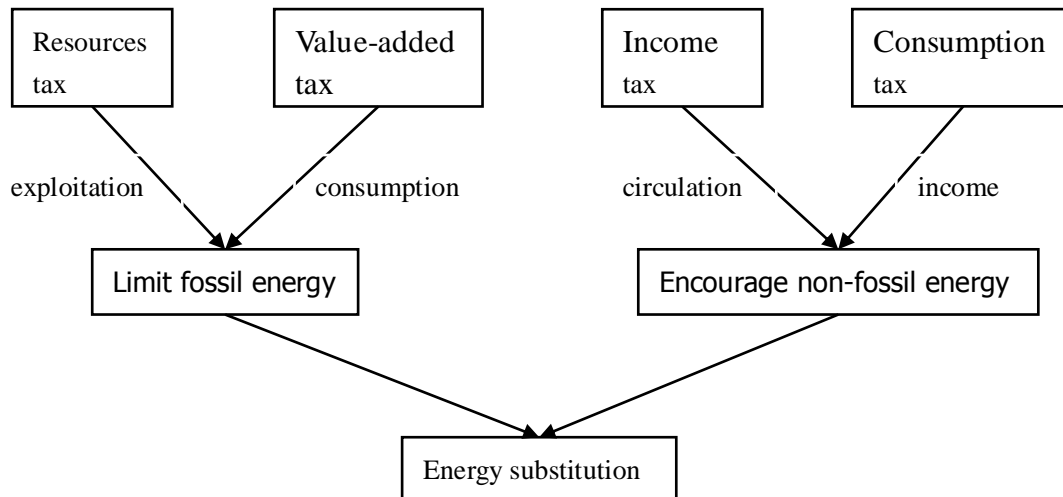 Resources
tax
Value-added
tax
Income
tax
Consumption
tax
exploitation
consumption
circulation
income
Limit fossil energy
Encourage non-fossil energy
Energy substitution